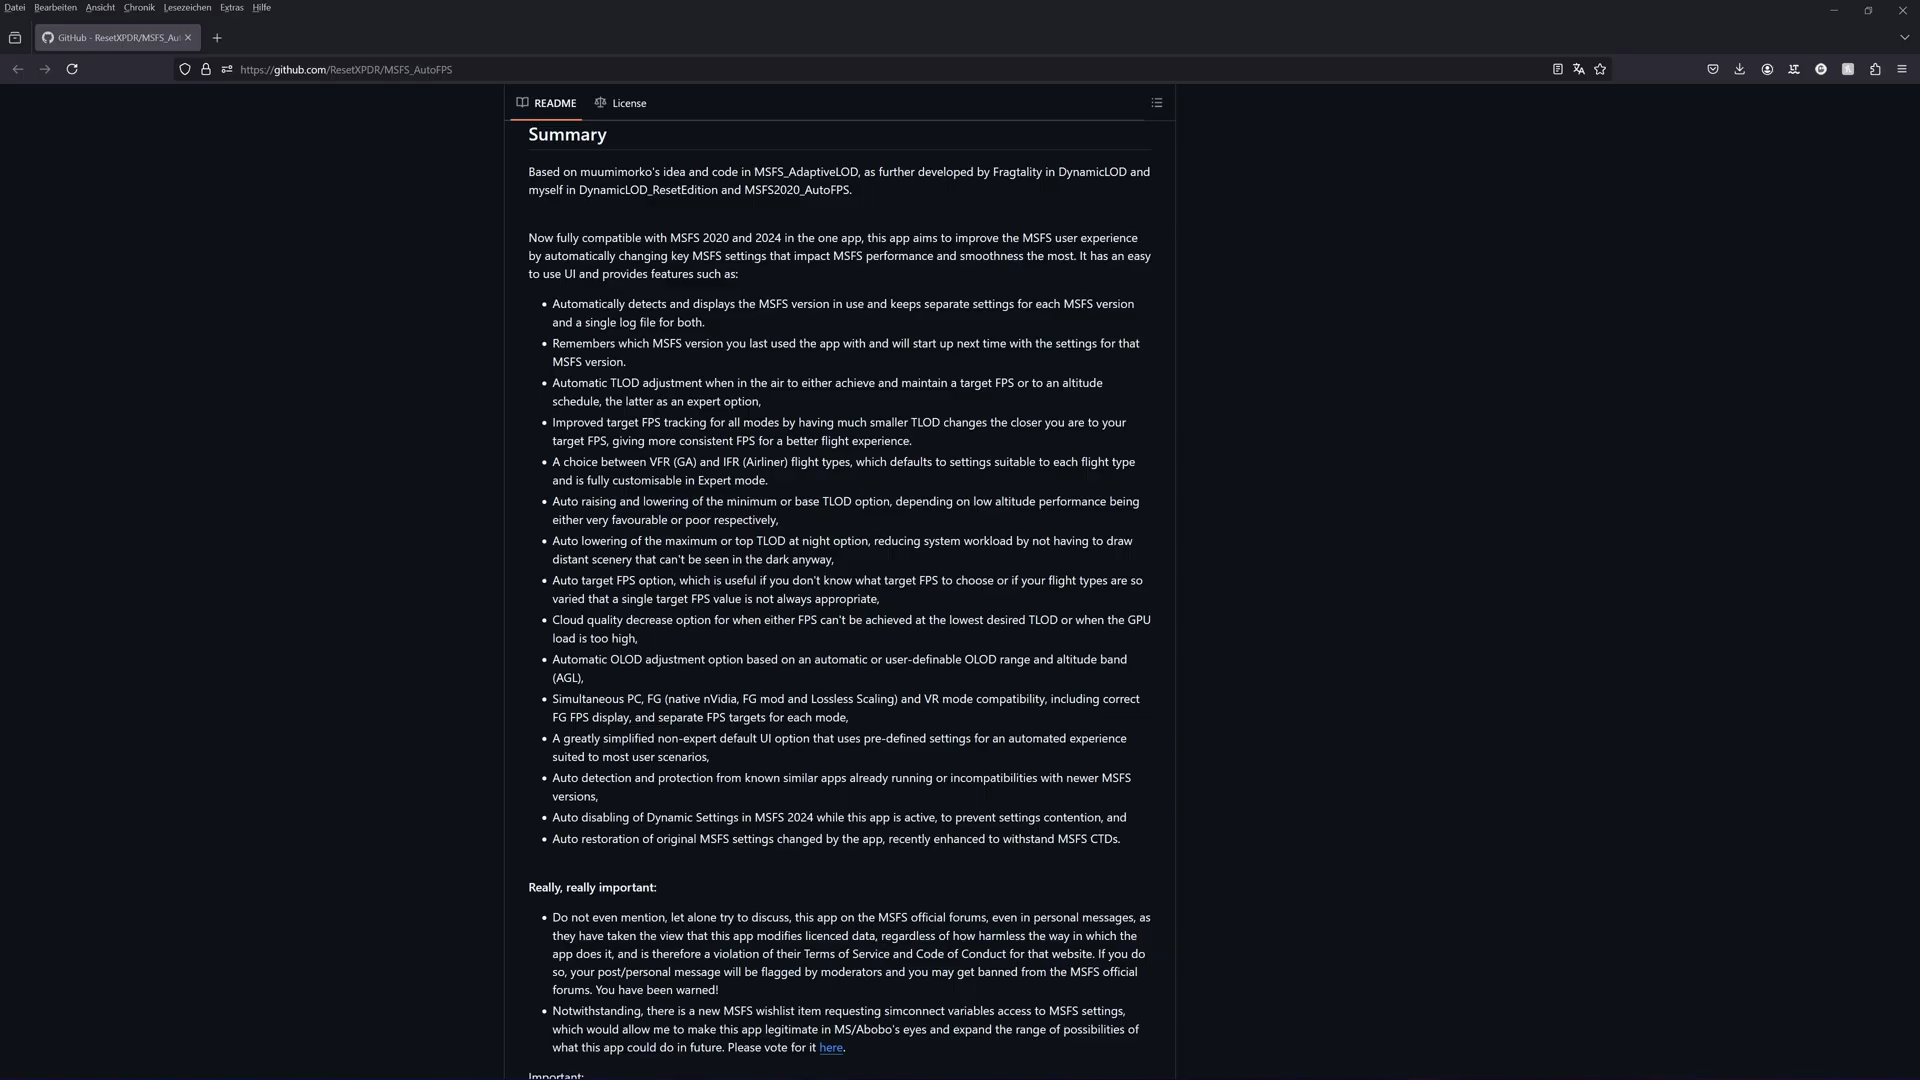 Datei Bearbeiten Ansicht Chronik Lesezeichen Extras Hilfe
GitHub - ResetXPDR/MSFS_Au
https://github.com/ResetXPDR/MSFS_AutoFPS
README License
Summary
Based on muumimorko's idea and code in MSFS_AdaptiveLOD, as further developed by Fragtality in DynamicLOD and
myself in DynamicLOD_ResetEdition and MSFS2020_AutoFPS.
Now fully compatible with MSFS 2020 and 2024 in the one app, this app aims to improve the MSFS user experience
by automatically changing key MSFS settings that impact MSFS performance and smoothness the most. It has an easy
to use UI and provides features such as:
• Automatically detects and displays the MSFS version in use and keeps separate settings for each MSFS version
and a single log file for both.
• Remembers which MSFS version you last used the app with and will start up next time with the settings for that
MSFS version.
• Automatic TLOD adjustment when in the air to either achieve and maintain a target FPS or to an altitude
schedule, the latter as an expert option,
• Improved target FPS tracking for all modes by having much smaller TLOD changes the closer you are to your
target FPS, giving more consistent FPS for a better flight experience.
• A choice between VFR (GA) and IFR (Airliner) flight types, which defaults to settings suitable to each flight type
and is fully customisable in Expert mode.
• Auto raising and lowering of the minimum or base TLOD option, depending on low altitude performance being
either very favourable or poor respectively,
• Auto lowering of the maximum or top TLOD at night option, reducing system workload by not having to draw
distant scenery that can't be seen in the dark anyway,
• Auto target FPS option, which is useful if you don't know what target FPS to choose or if your flight types are so
varied that a single target FPS value is not always appropriate,
• Cloud quality decrease option for when either FPS can't be achieved at the lowest desired TLOD or when the GPU
load is too high,
• Automatic OLOD adjustment option based on an automatic or user-definable OLOD range and altitude band
(AGL),
• Simultaneous PC, FG (native nVidia, FG mod and Lossless Scaling) and VR mode compatibility, including correct
FG FPS display, and separate FPS targets for each mode,
• A greatly simplified non-expert default UI option that uses pre-defined settings for an automated experience
suited to most user scenarios,
• Auto detection and protection from known similar apps already running or incompatibilities with newer MSFS
versions,
• Auto disabling of Dynamic Settings in MSFS 2024 while this app is active, to prevent settings contention, and
• Auto restoration of original MSFS settings changed by the app, recently enhanced to withstand MSFS CTDs.
Really, really important:
• Do not even mention, let alone try to discuss, this app on the MSFS official forums, even in personal messages, as
they have taken the view that this app modifies licenced data, regardless of how harmless the way in which the
app does it, and is therefore a violation of their Terms of Service and Code of Conduct for that website. If you do
so, your post/personal message will be flagged by moderators and you may get banned from the MSFS official
forums. You have been warned!
• Notwithstanding, there is a new MSFS wishlist item requesting simconnect variables access to MSFS settings,
which would allow me to make this app legitimate in MS/Abobo's eyes and expand the range of possibilities of
what this app could do in future. Please vote for it here.
Important: